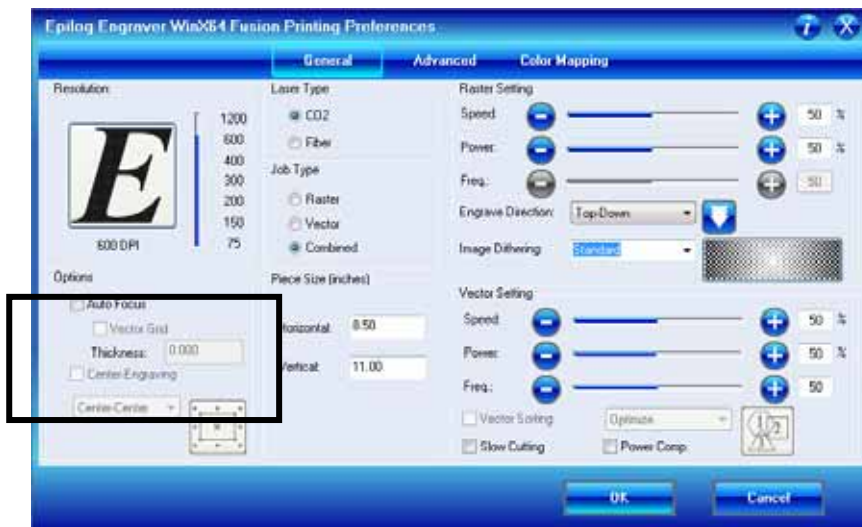 Epilog Engraver WinX64 Fusion Printing Preferences
General Advanced Color Mapping
Resolution
1200
600
400
300
200
150
75
E
600 DPI
Options
Auto Focus
Vector Grid
Thickness: 0.000
Center-Engraving
Center-Center
Laser Type
CO2
Fiber
Job Type
Raster
Vector
Combined
Piece Size (inches)
Horizontal: 8.50
Vertical: 11.00
Raster Setting
Speed: 50 %
Power: 50 %
Freq.: 50
Engrave Direction: Top-Down
Image Dithering: Standard
Vector Setting
Speed: 50 %
Power: 50 %
Freq.: 50
Vector Sorting Optimize
1 2
Slow Cutting Power Comp.
OK Cancel